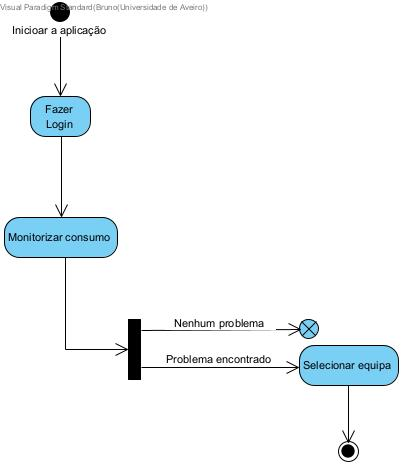 Visual Paradigm Standard(Bruno(Universidade de Aveiro))
Inicioar a aplicação
Fazer
Login
Monitorizar consumo
Nenhum problema
Problema encontrado
Selecionar equipa